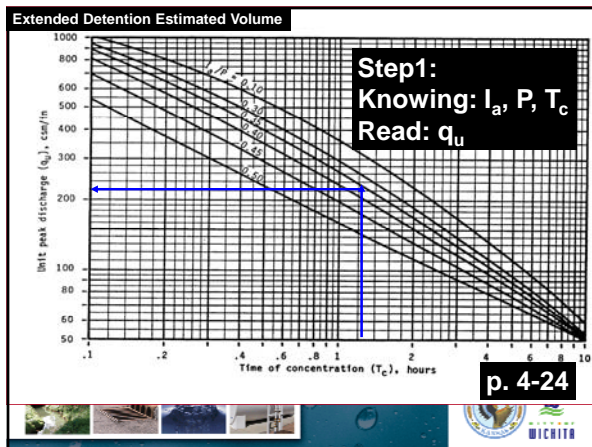 Extended Detention Estimated Volume
Step1:
Knowing: Ia, P, Tc
Read: qu
Unit peak discharge (qu), csm/in
1000
800
600
500
400
300
200
100
80
60
50
Ia/P = 0.10
0.30
0.35
0.40
0.45
0.50
.1 .2 .4 .6 .8 1 2 4 6 8 10
Time of concentration (Tc), hours
p. 4-24
WICHITA